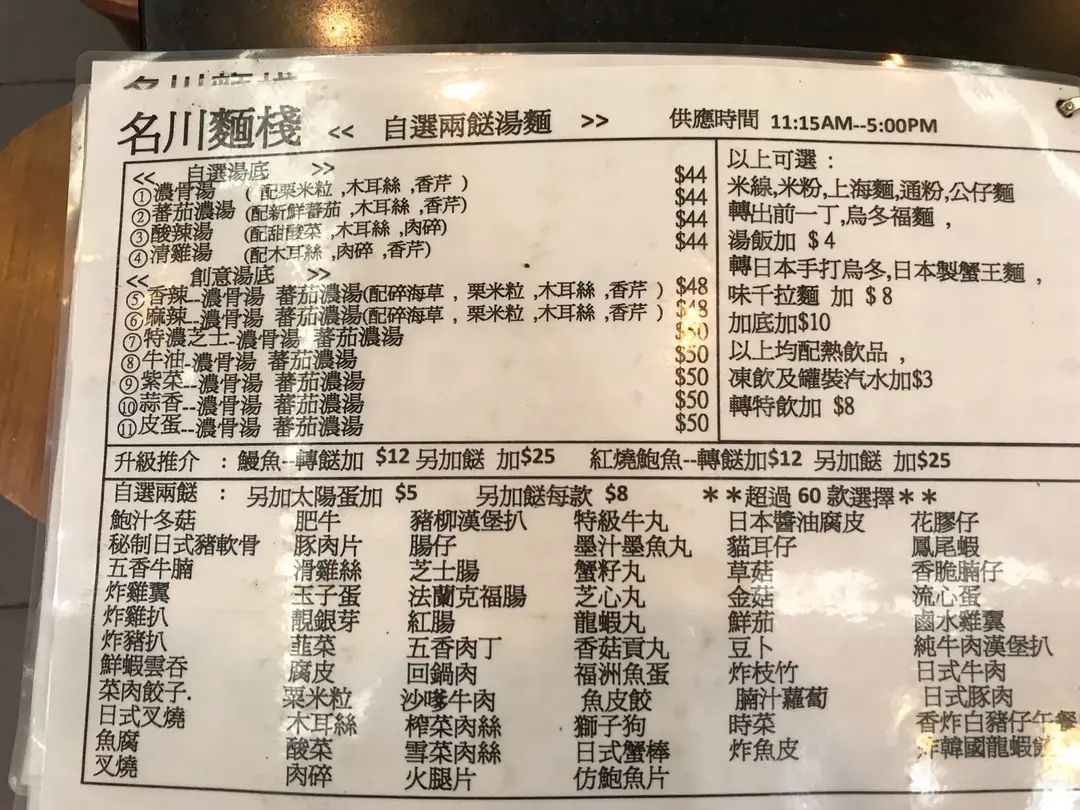 名川麵棧
名川麵棧 << 自選兩餸湯麵 >> 供應時間 11:15AM--5:00PM
<< 自選湯底 >>
①濃骨湯 (配粟米粒,木耳絲,香芹) $44
②蕃茄濃湯 (配新鮮蕃茄,木耳絲,香芹) $44
③酸辣湯 (配甜酸菜,木耳絲,肉碎) $44
④清雞湯 (配木耳絲,肉碎,香芹) $44
<< 創意湯底 >>
⑤香辣--濃骨湯 蕃茄濃湯(配碎海草,粟米粒,木耳絲,香芹) $48
⑥麻辣--濃骨湯 蕃茄濃湯(配碎海草,粟米粒,木耳絲,香芹) $48
⑦特濃芝士-濃骨湯 蕃茄濃湯 $50
⑧牛油-濃骨湯 蕃茄濃湯 $50
⑨紫菜--濃骨湯 蕃茄濃湯 $50
⑩蒜香--濃骨湯 蕃茄濃湯 $50
⑪皮蛋--濃骨湯 蕃茄濃湯 $50
以上可選:
米線,米粉,上海麵,通粉,公仔麵
轉出前一丁,烏冬福麵,
湯飯加 $4
轉日本手打烏冬,日本製蟹王麵,
味千拉麵 加 $8
加底加$10
以上均配熱飲品,
凍飲及罐裝汽水加$3
轉特飲加 $8
升級推介 : 鰻魚--轉餸加 $12 另加餸 加$25 紅燒鮑魚--轉餸加$12 另加餸 加$25
自選兩餸 : 另加太陽蛋加 $5 另加餸每款 $8 **超過 60 款選擇**
鮑汁冬菇 肥牛 豬柳漢堡扒 特級牛丸 日本醬油腐皮 花膠仔
秘制日式豬軟骨 豚肉片 腸仔 墨汁墨魚丸 貓耳仔 鳳尾蝦
五香牛腩 滑雞絲 芝士腸 蟹籽丸 草菇 香脆腩仔
炸雞翼 玉子蛋 法蘭克福腸 芝心丸 金菇 流心蛋
炸雞扒 靚銀芽 紅腸 龍蝦丸 鮮茄 鹵水雞翼
炸豬扒 韮菜 五香肉丁 香菇貢丸 豆卜 純牛肉漢堡扒
鮮蝦雲吞 腐皮 回鍋肉 福洲魚蛋 炸枝竹 日式牛肉
菜肉餃子. 粟米粒 沙嗲牛肉 魚皮餃 腩汁蘿蔔 日式豚肉
日式叉燒 木耳絲 榨菜肉絲 獅子狗 時菜 香炸白豬仔午餐
魚腐 酸菜 雪菜肉絲 日式蟹棒 炸魚皮 炸韓國龍蝦餃
叉燒 肉碎 火腿片 仿鮑魚片